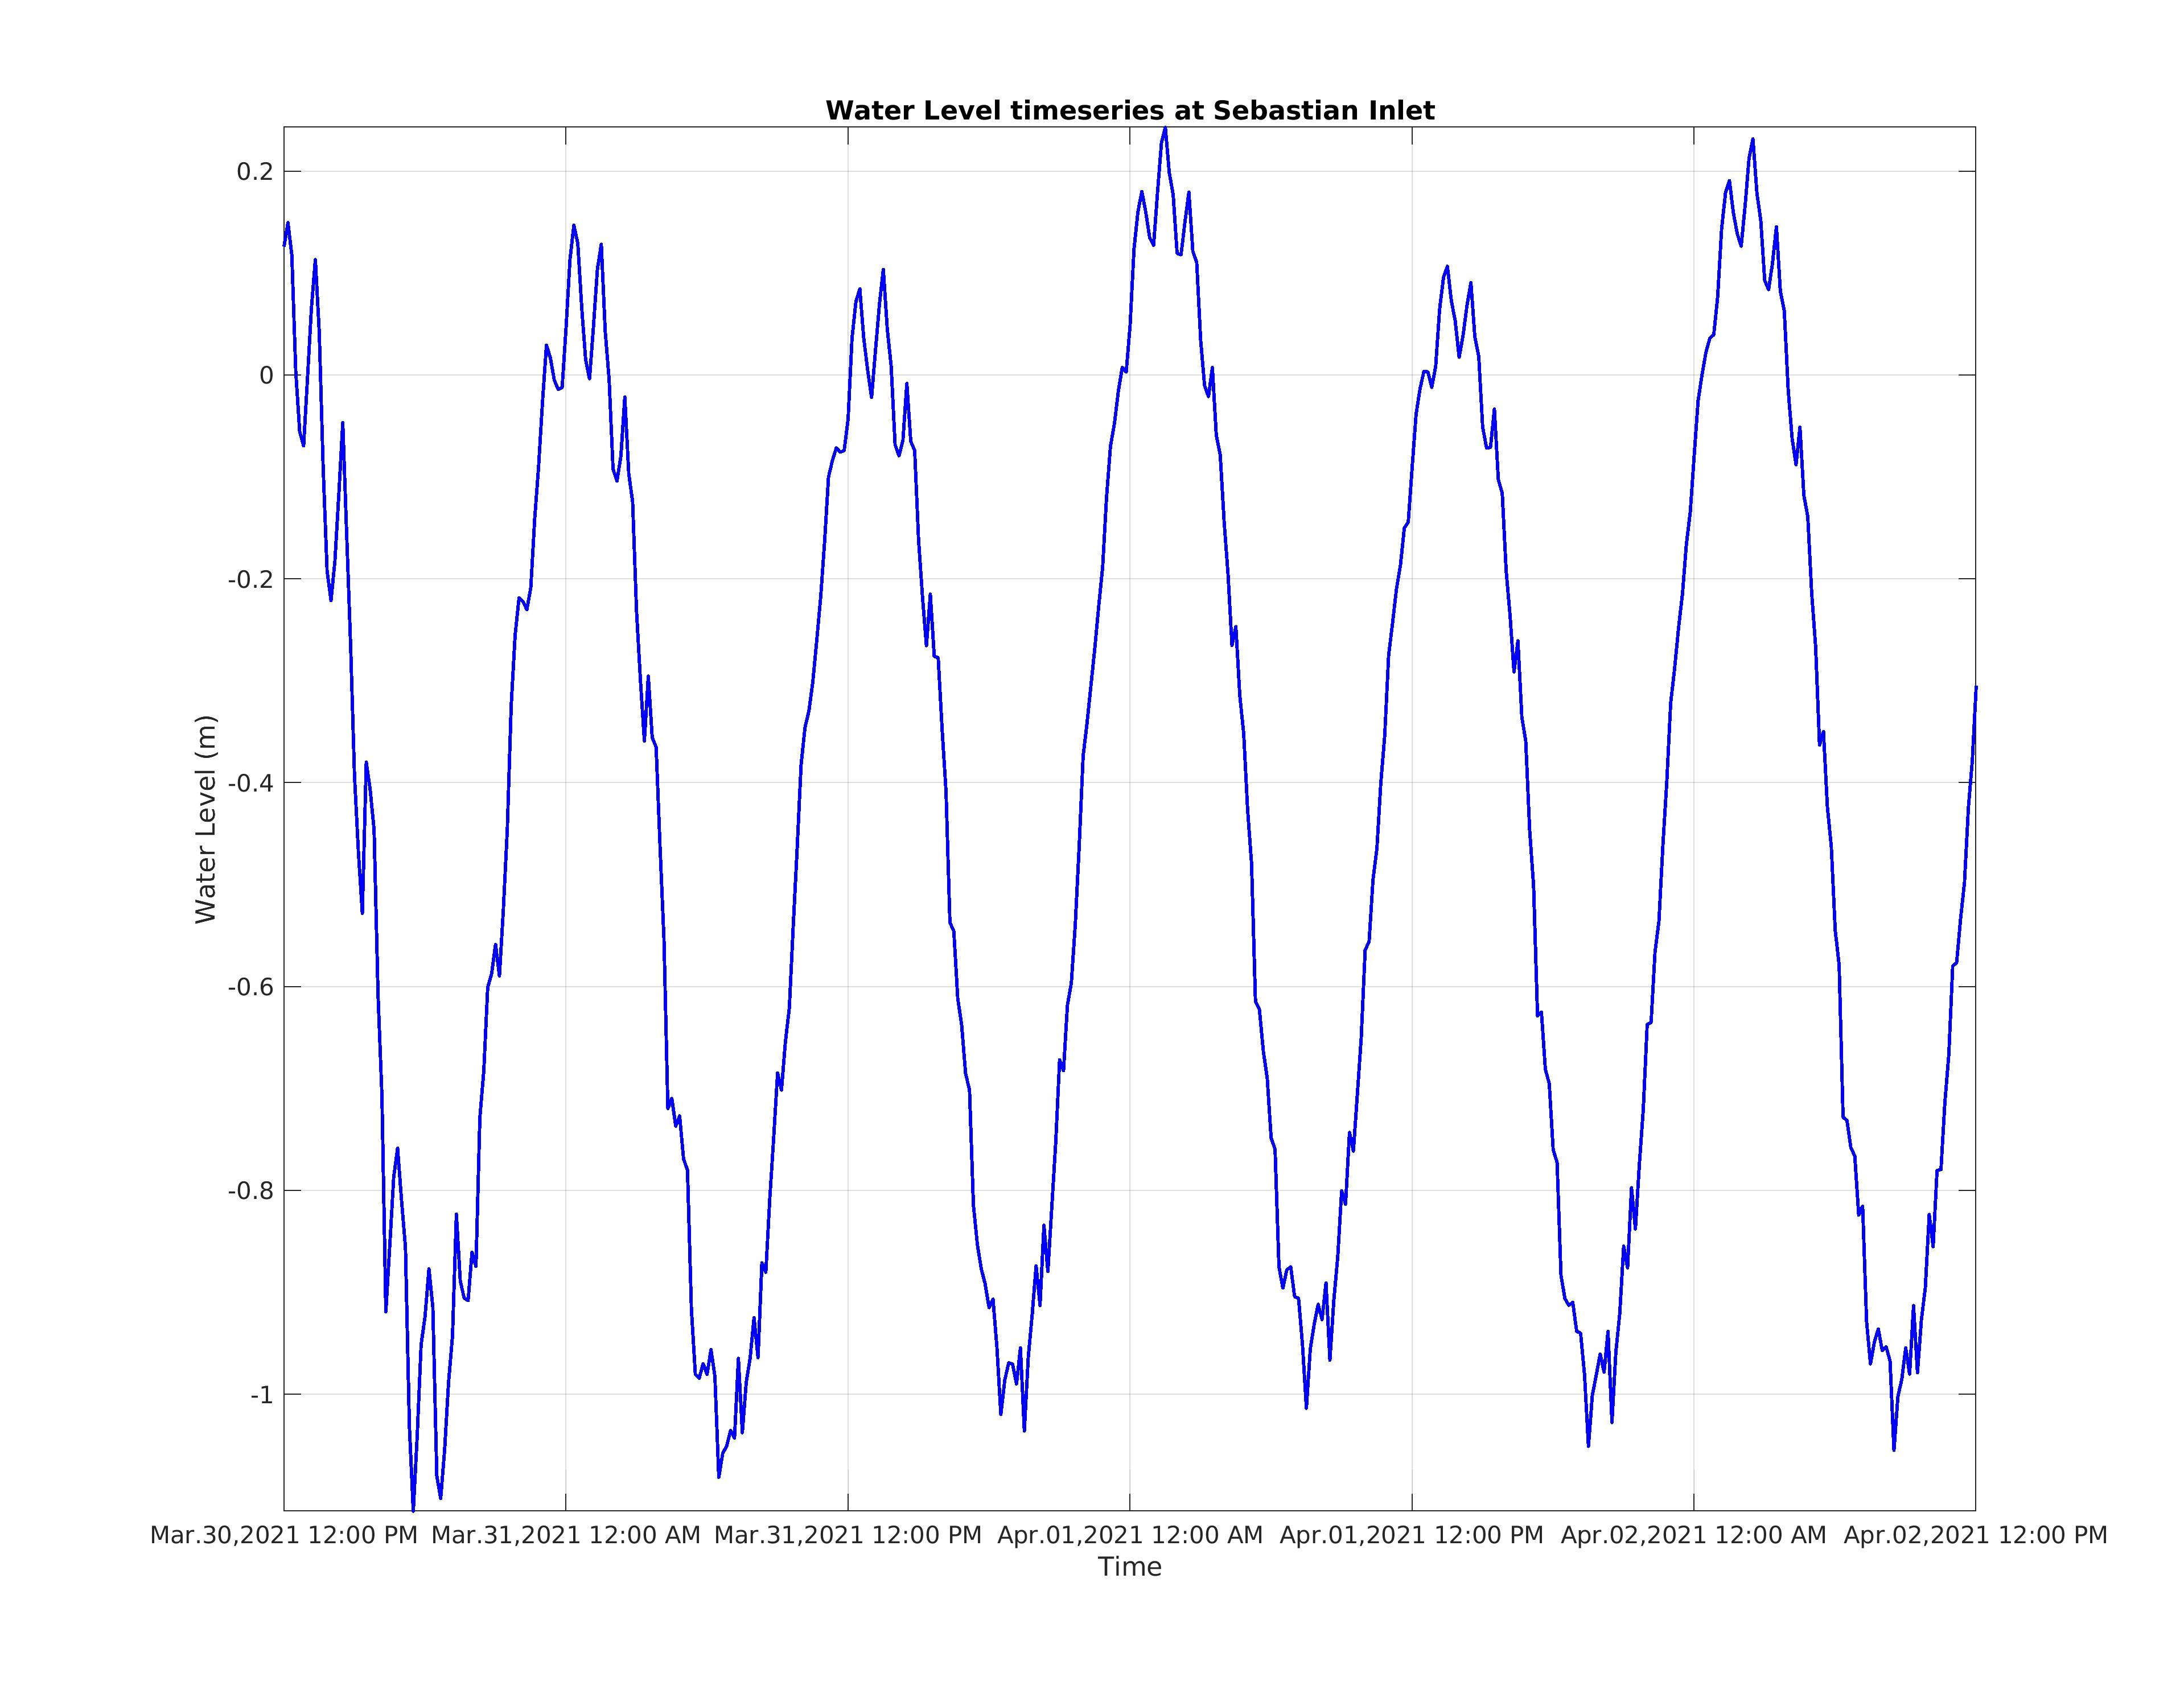 Water Level timeseries at Sebastian Inlet
0.2
0
-0.2
-0.4
-0.6
-0.8
-1
Water Level (m)
Mar.30,2021 12:00 PM Mar.31,2021 12:00 AM Mar.31,2021 12:00 PM Apr.01,2021 12:00 AM Apr.01,2021 12:00 PM Apr.02,2021 12:00 AM Apr.02,2021 12:00 PM
Time